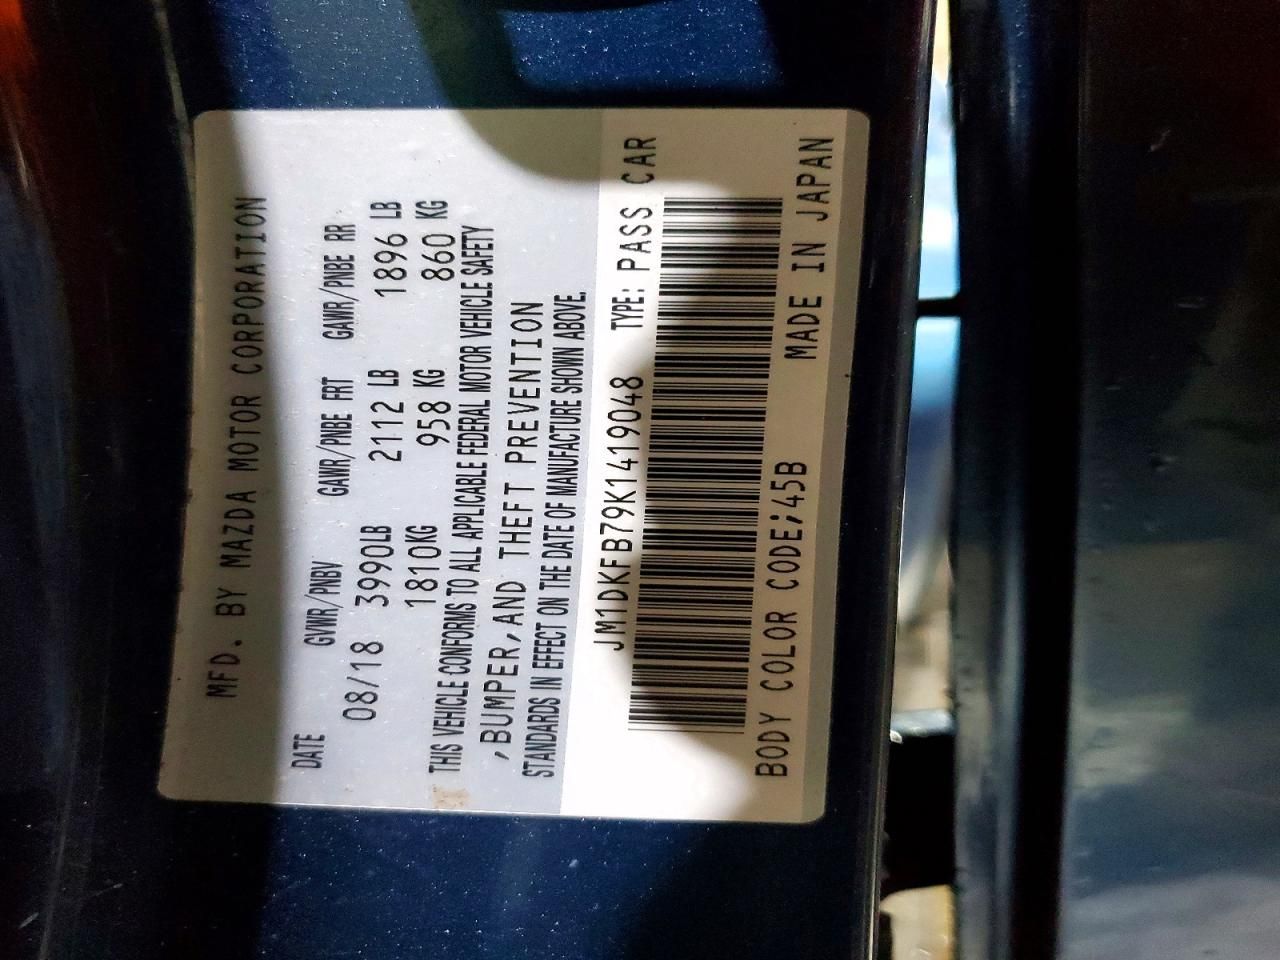 MFD. BY MAZDA MOTOR CORPORATION
DATE GVWR/PNBV GAWR/PNBE FRT GAWR/PNBE RR
08/18 3990LB 2112 LB 1896 LB
1810KG 958 KG 860 KG
THIS VEHICLE CONFORMS TO ALL APPLICABLE FEDERAL MOTOR VEHICLE SAFETY
,BUMPER,AND THEFT PREVENTION
STANDARDS IN EFFECT ON THE DATE OF MANUFACTURE SHOWN ABOVE.
JM1DKFB79K1419048 TYPE: PASS CAR
BODY COLOR CODE;45B MADE IN JAPAN